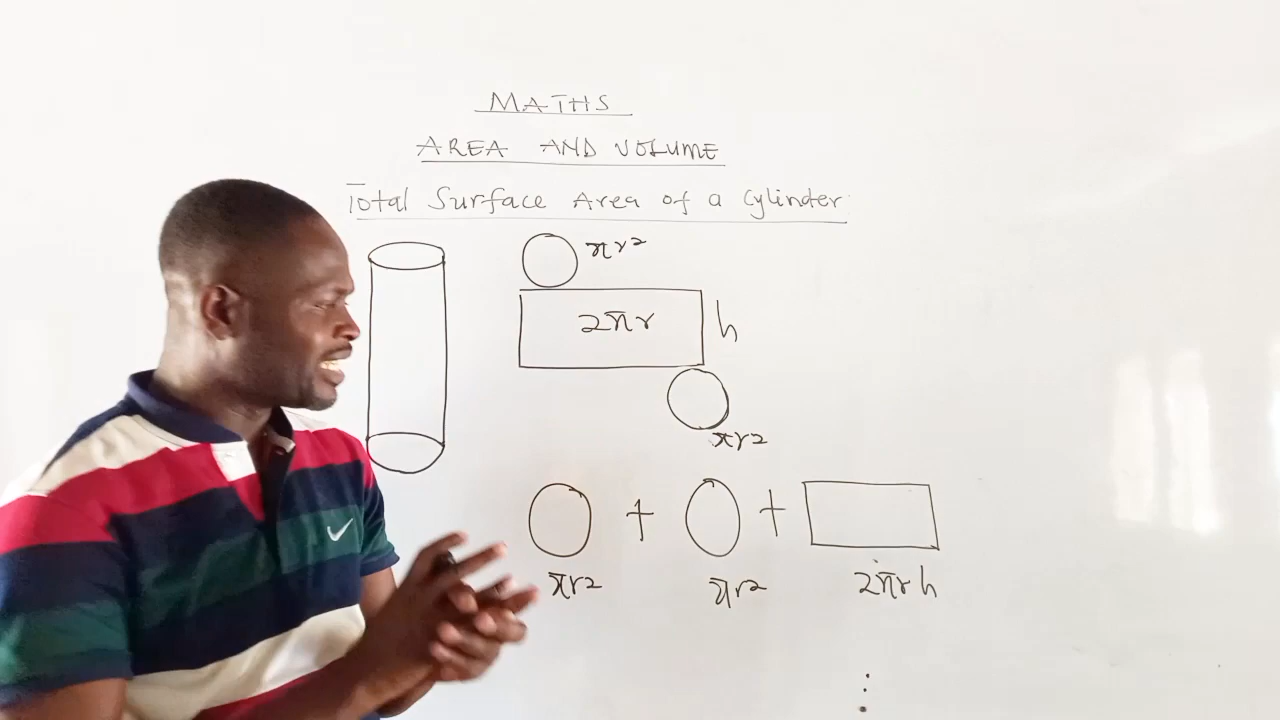 MATHS
AREA AND VOLUME
Total Surface Area of a Cylinder
πr²
2πr
h
πr²
+ +
πr²
πr²
2πrh